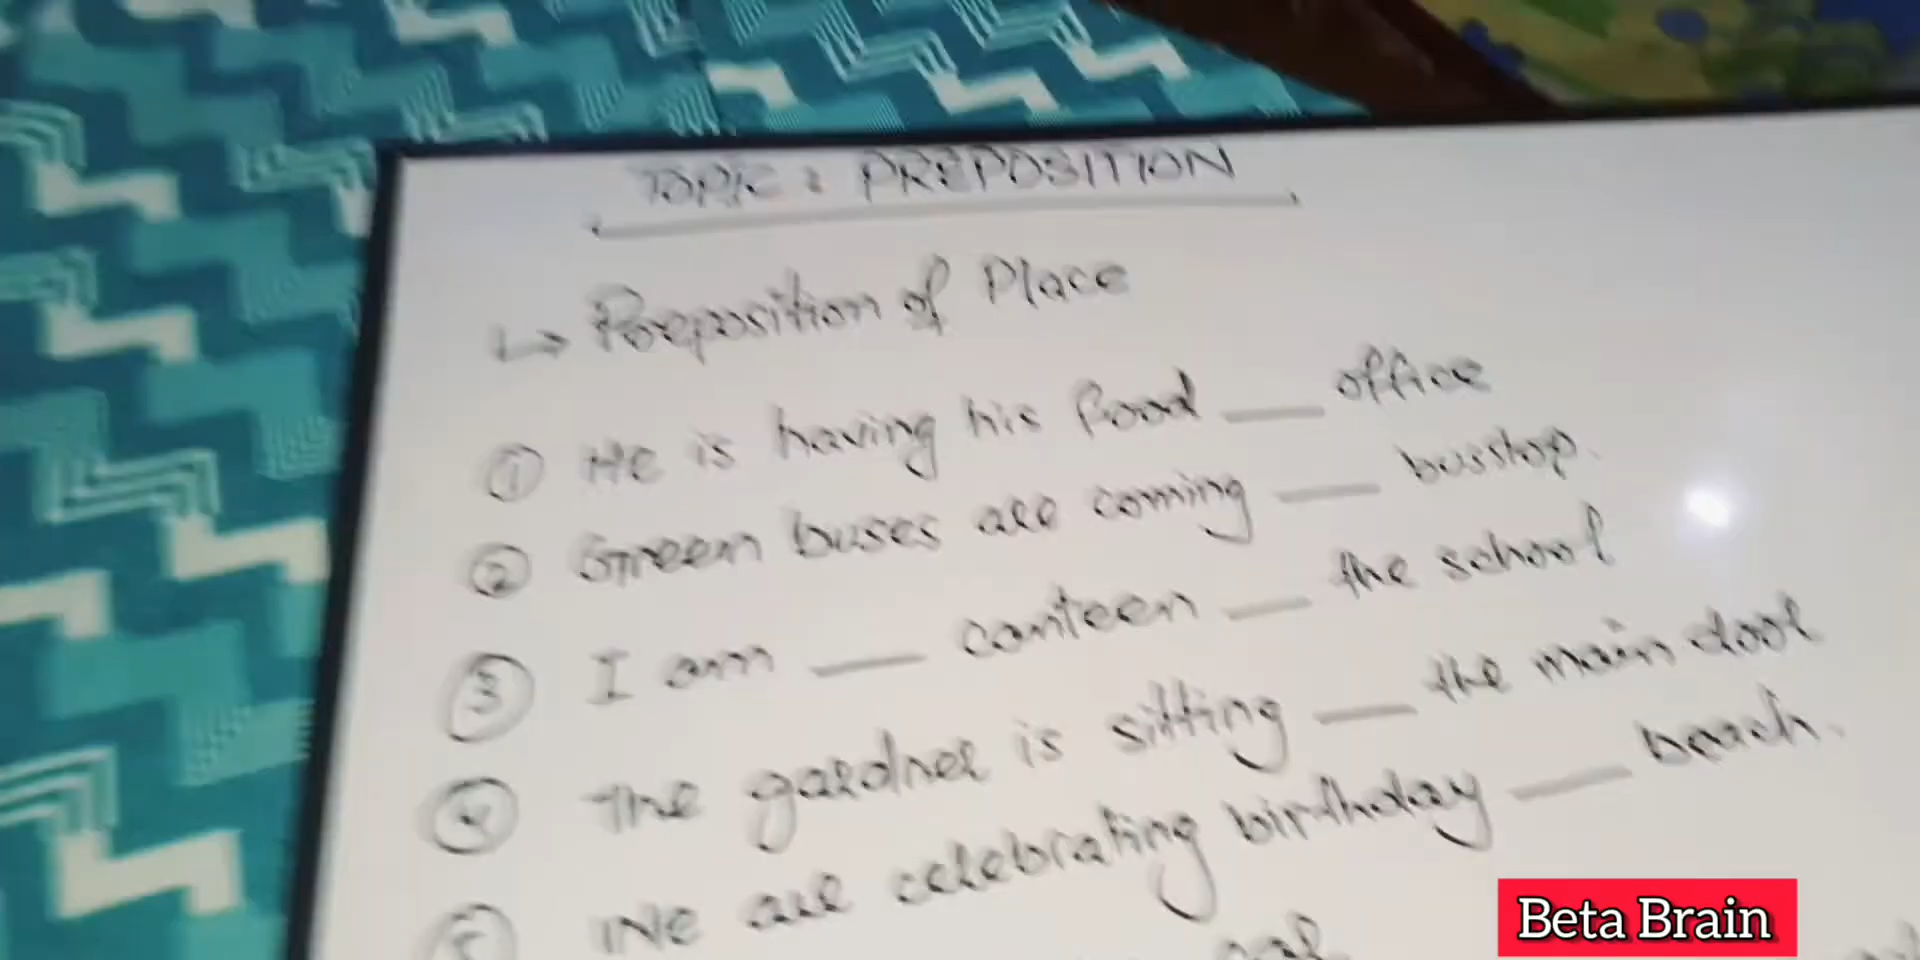 TOPIC : PREPOSITION
↳ Preposition of Place
① He is having his food ___ office
② Green buses are coming ___ busstop.
③ I am ___ canteen ___ the school
④ The gardner is sitting ___ the main door
⑤ We are celebrating birthday ___ beach.
Beta Brain